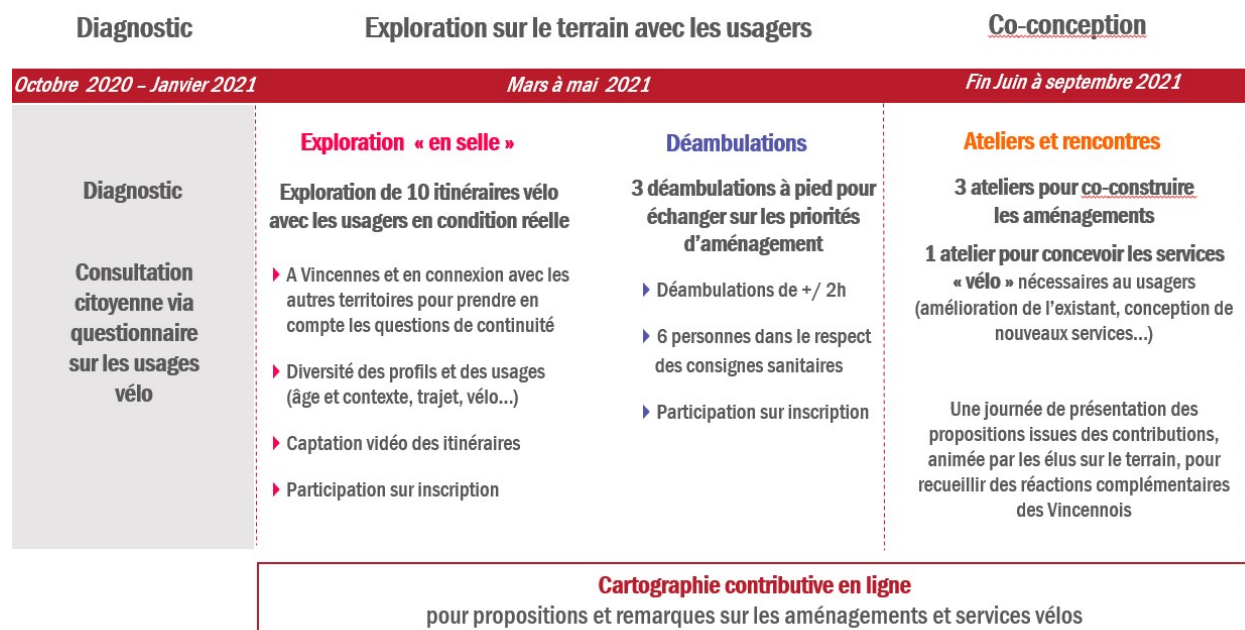 Diagnostic
Exploration sur le terrain avec les usagers
Co-conception
Octobre 2020 – Janvier 2021
Mars à mai 2021
Fin Juin à septembre 2021
Diagnostic
Consultation
citoyenne via
questionnaire
sur les usages
vélo
Exploration « en selle »
Exploration de 10 itinéraires vélo
avec les usagers en condition réelle
A Vincennes et en connexion avec les
autres territoires pour prendre en
compte les questions de continuité
Diversité des profils et des usages
(âge et contexte, trajet, vélo…)
Captation vidéo des itinéraires
Participation sur inscription
Déambulations
3 déambulations à pied pour
échanger sur les priorités
d’aménagement
Déambulations de +/ 2h
6 personnes dans le respect
des consignes sanitaires
Participation sur inscription
Ateliers et rencontres
3 ateliers pour co-construire
les aménagements
1 atelier pour concevoir les services
« vélo » nécessaires au usagers
(amélioration de l’existant, conception de
nouveaux services…)
Une journée de présentation des
propositions issues des contributions,
animée par les élus sur le terrain, pour
recueillir des réactions complémentaires
des Vincennois
Cartographie contributive en ligne
pour propositions et remarques sur les aménagements et services vélos